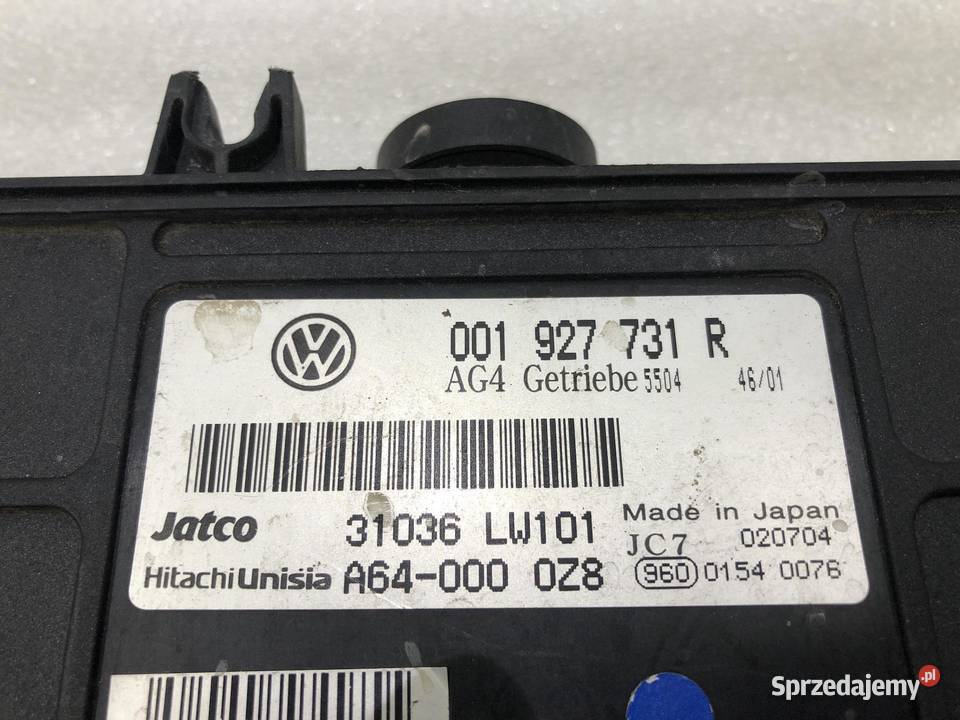 VW
001 927 731 R
AG4 Getriebe 5504 46/01
Jatco 31036 LW101 Made in Japan
JC7 020704
HitachiUnisia A64-000 0Z8 960 0154 0076
Sprzedajemy.pl